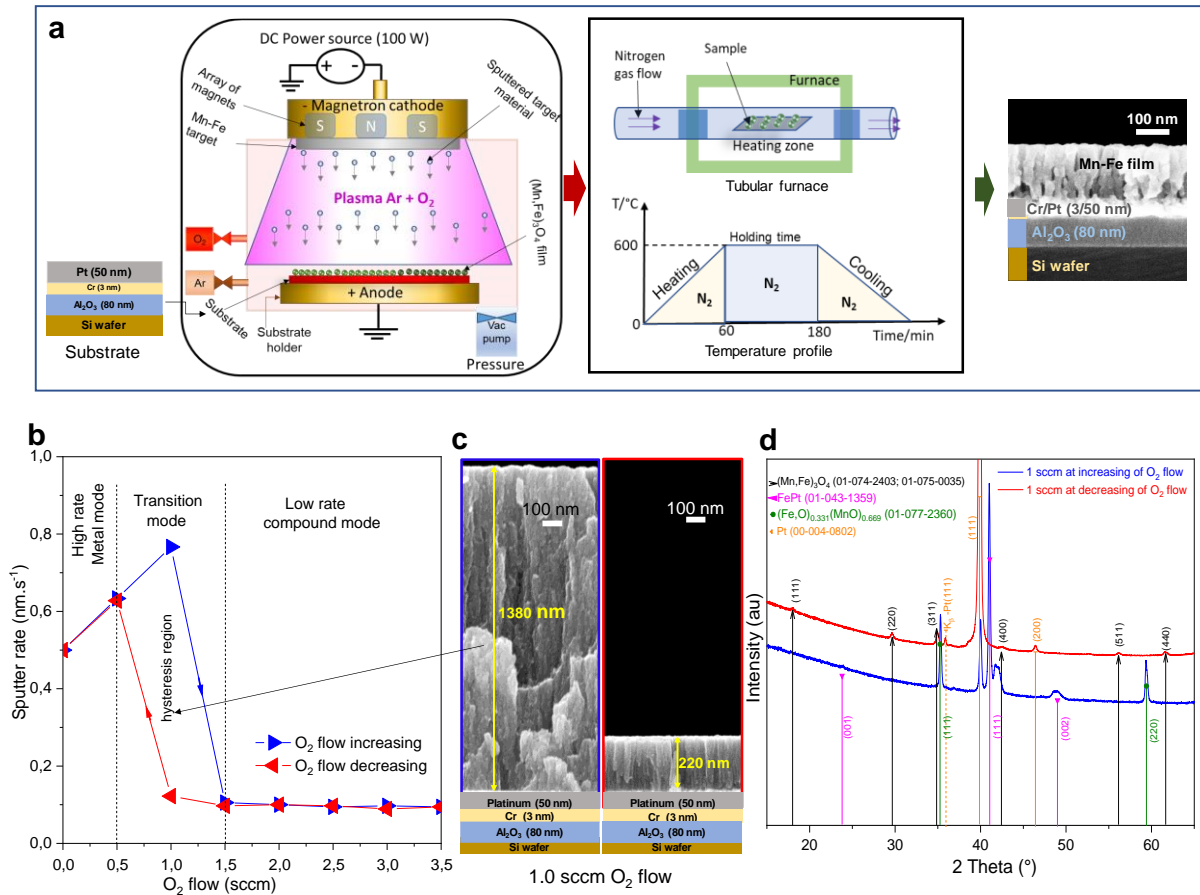 a
DC Power source (100 W)
+ -
Array of
magnets
Sputtered target
material
- Magnetron cathode
S N S
Mn-Fe
target
Plasma Ar + O₂
(Mn,Fe)₃O₄ film
O₂
Ar
+ Anode
Substrate
Substrate
holder
Vac
pump
Pressure
Pt (50 nm)
Cr (3 nm)
Al₂O₃ (80 nm)
Si wafer
Substrate
Nitrogen
gas flow
Sample
Furnace
Heating zone
Tubular furnace
T/°C
600
Holding time
Heating
N₂
N₂
Cooling
N₂
0
60
180
Time/min
Temperature profile
100 nm
Mn-Fe film
Cr/Pt (3/50 nm)
Al₂O₃ (80 nm)
Si wafer
b
1,0
0,8
0,6
0,4
0,2
0,0
Sputter rate (nm.s⁻¹)
High rate
Metal mode
Transition
mode
Low rate
compound mode
hysteresis region
O₂ flow increasing
O₂ flow decreasing
0,0 0,5 1,0 1,5 2,0 2,5 3,0 3,5
O₂ flow (sccm)
c
100 nm
1380 nm
100 nm
220 nm
Platinum (50 nm)
Cr (3 nm)
Al₂O₃ (80 nm)
Si wafer
Platinum (50 nm)
Cr (3 nm)
Al₂O₃ (80 nm)
Si wafer
1.0 sccm O₂ flow
d
(Mn,Fe)₃O₄ (01-074-2403; 01-075-0035)
FePt (01-043-1359)
(Fe,O)₀.₃₃₁(MnO)₀.₆₆₉ (01-077-2360)
Pt (00-004-0802)
1 sccm at increasing of O₂ flow
1 sccm at decreasing of O₂ flow
Intensity (au)
(111)
(220)
(311)
*Kᵦ -Pt(111)
(111)
(400)
(200)
(511)
(440)
(001)
(111)
(111)
(002)
(220)
20 30 40 50 60
2 Theta (°)